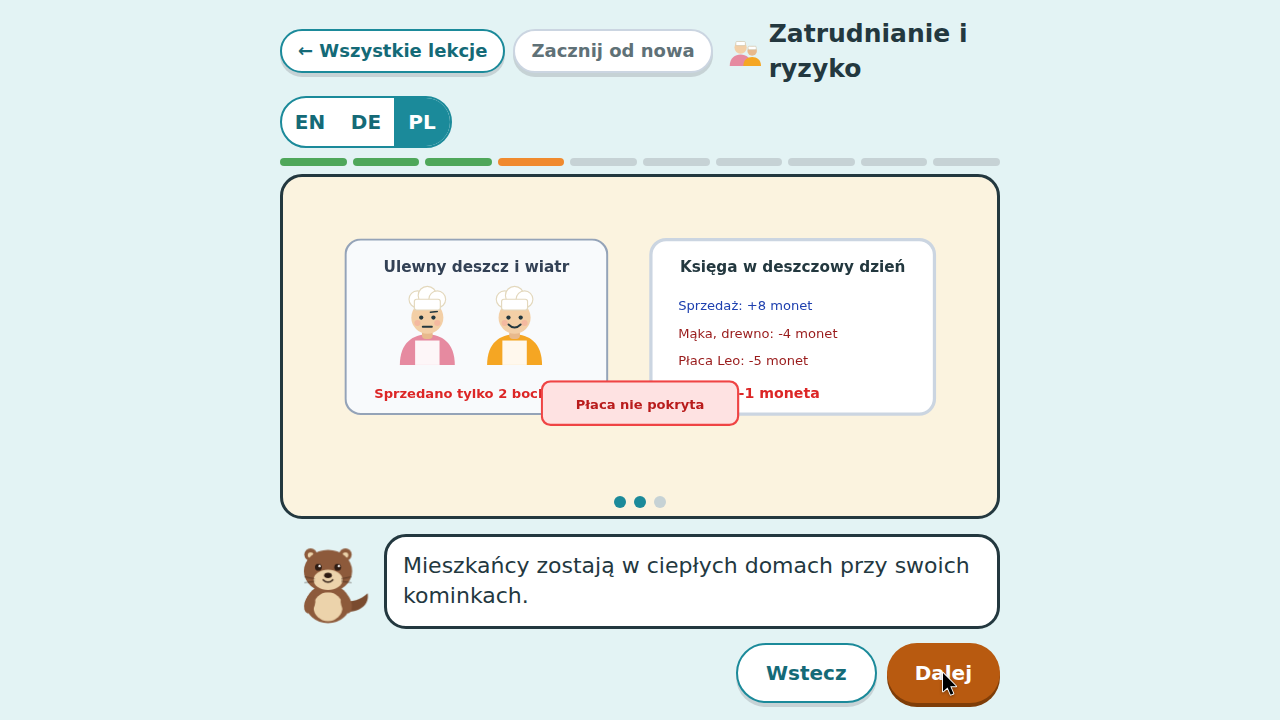 ← Wszystkie lekcje
Zacznij od nowa
Zatrudnianie i
ryzyko
EN DE PL
Ulewny deszcz i wiatr
Sprzedano tylko 2
Księga w deszczowy dzień
Sprzedaż: +8 monet
Mąka, drewno: -4 monet
Płaca Leo: -5 monet
-1 moneta
Płaca nie pokryta
Mieszkańcy zostają w ciepłych domach przy swoich
kominkach.
Wstecz
Dalej